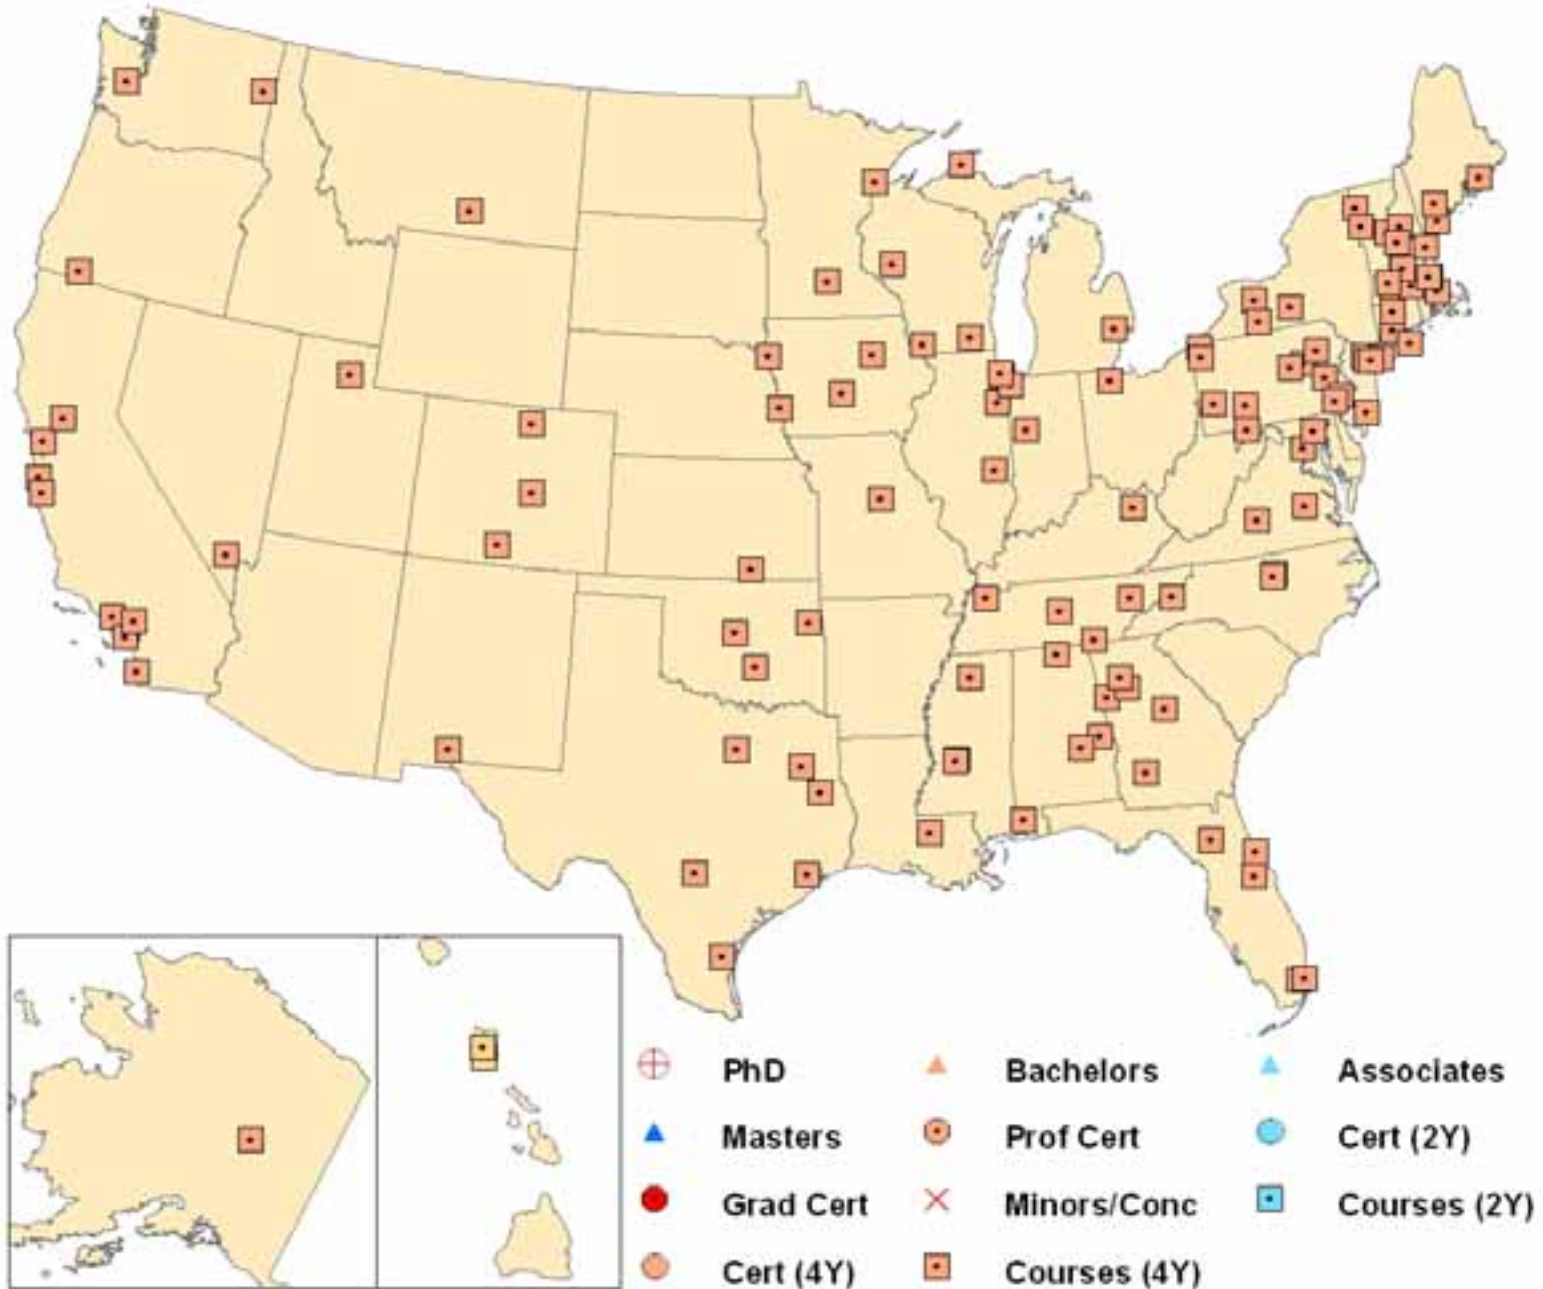 PhD Bachelors Associates
Masters Prof Cert Cert (2Y)
Grad Cert Minors/Conc Courses (2Y)
Cert (4Y) Courses (4Y)